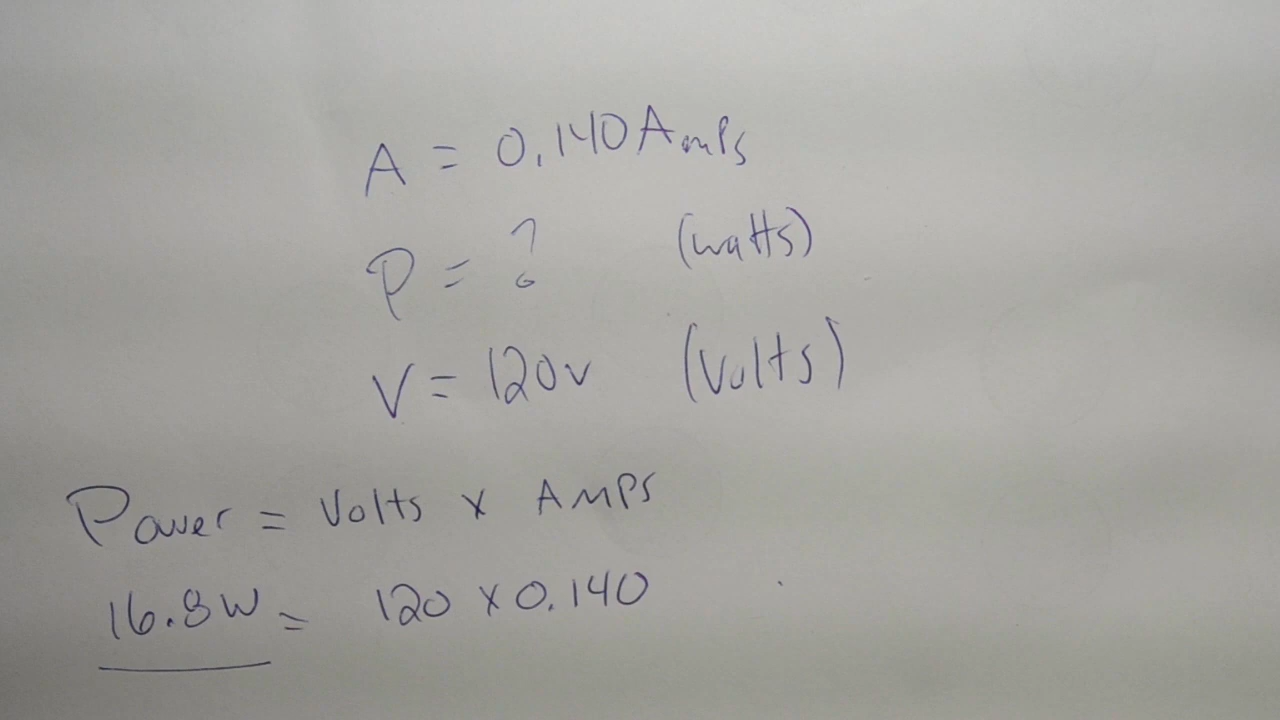 A = 0.140 Amps
P = ? (watts)
V = 120v (Volts)
Power = Volts x Amps
16.8W = 120 x 0.140